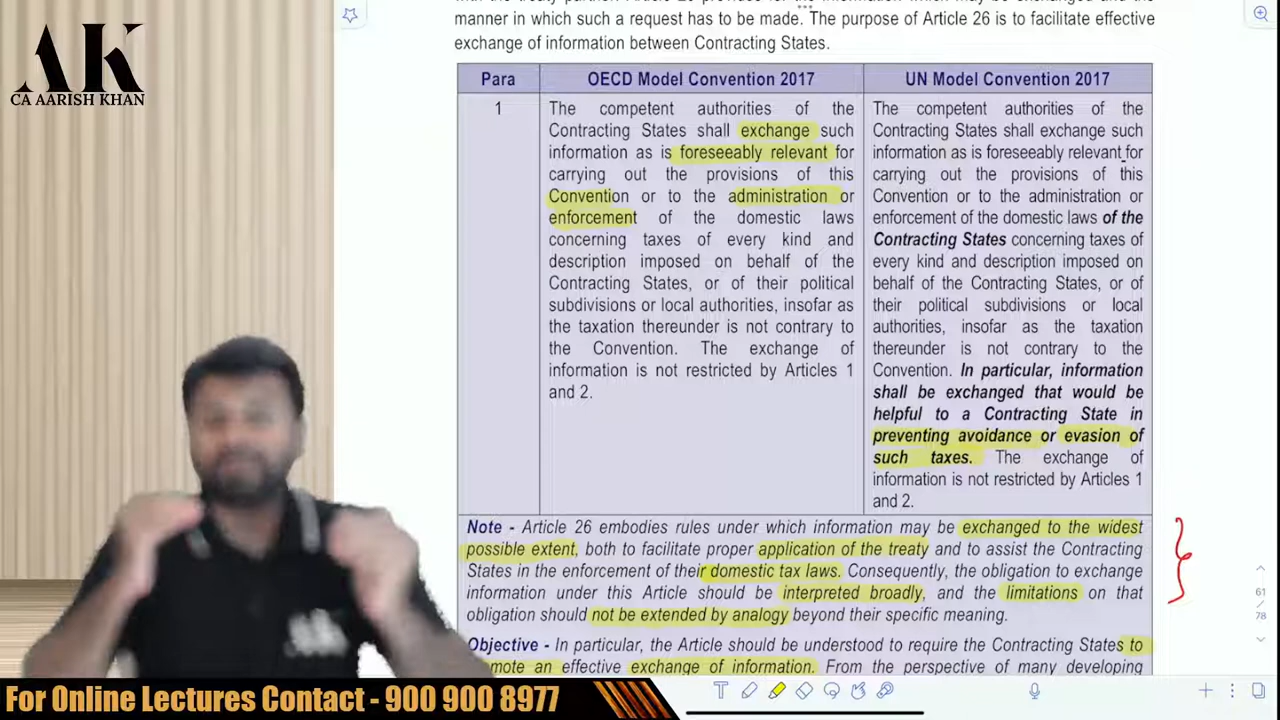 AK
CA AARISH KHAN
manner in which such a request has to be made. The purpose of Article 26 is to facilitate effective
exchange of information between Contracting States.
Para OECD Model Convention 2017 UN Model Convention 2017
1
The competent authorities of the
Contracting States shall exchange such
information as is foreseeably relevant for
carrying out the provisions of this
Convention or to the administration or
enforcement of the domestic laws
concerning taxes of every kind and
description imposed on behalf of the
Contracting States, or of their political
subdivisions or local authorities, insofar as
the taxation thereunder is not contrary to
the Convention. The exchange of
information is not restricted by Articles 1
and 2.
The competent authorities of the
Contracting States shall exchange such
information as is foreseeably relevant for
carrying out the provisions of this
Convention or to the administration or
enforcement of the domestic laws of the
Contracting States concerning taxes of
every kind and description imposed on
behalf of the Contracting States, or of
their political subdivisions or local
authorities, insofar as the taxation
thereunder is not contrary to the
Convention. In particular, information
shall be exchanged that would be
helpful to a Contracting State in
preventing avoidance or evasion of
such taxes. The exchange of
information is not restricted by Articles 1
and 2.
Note - Article 26 embodies rules under which information may be exchanged to the widest
possible extent, both to facilitate proper application of the treaty and to assist the Contracting
States in the enforcement of their domestic tax laws. Consequently, the obligation to exchange
information under this Article should be interpreted broadly, and the limitations on that
obligation should not be extended by analogy beyond their specific meaning.
Objective - In particular, the Article should be understood to require the Contracting States to
an effective exchange of information. From the perspective of many developing
61
/
78
For Online Lectures Contact - 900 900 8977